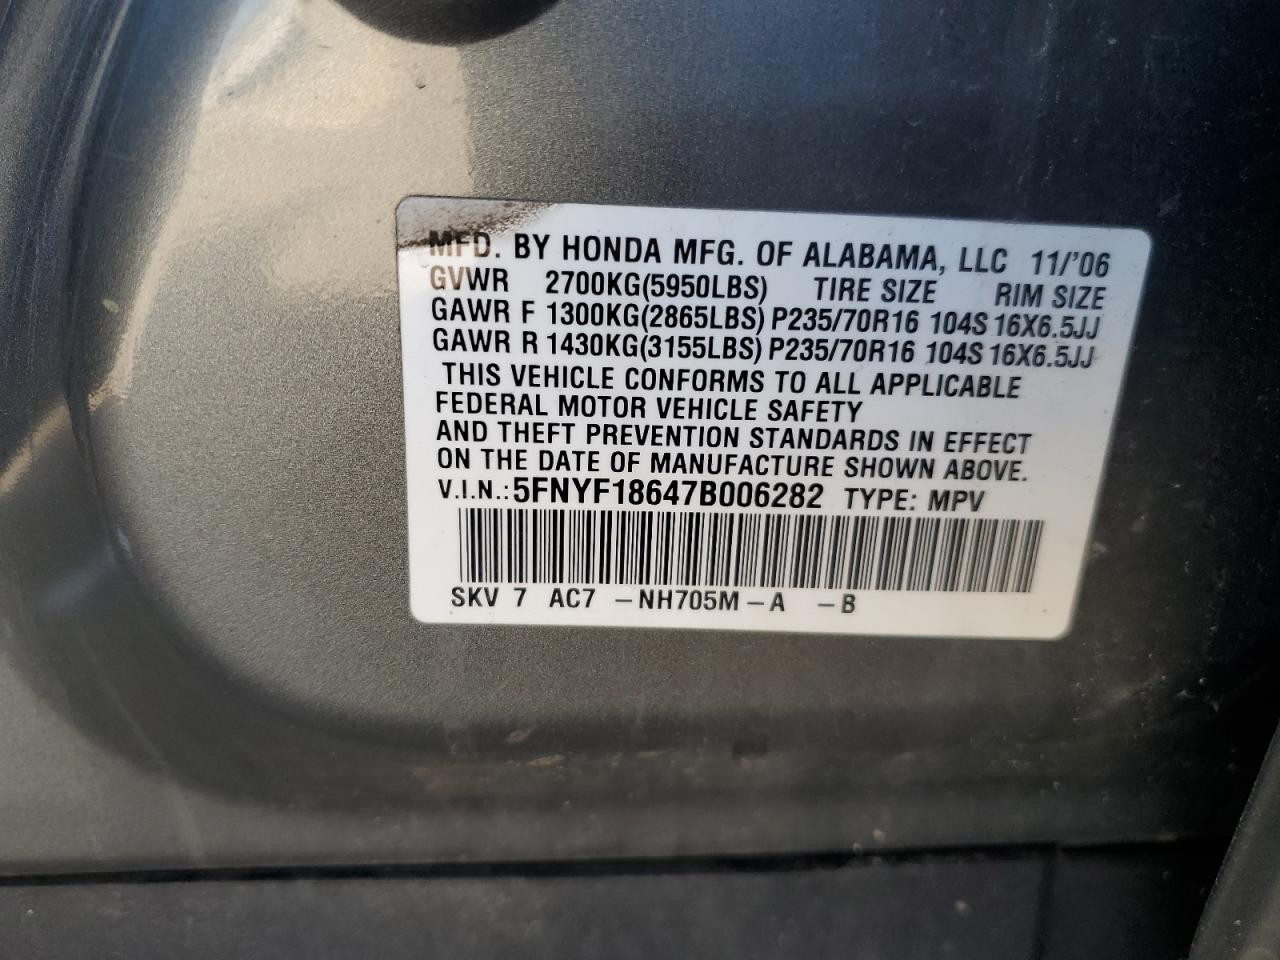 MFD. BY HONDA MFG. OF ALABAMA, LLC 11/'06
GVWR 2700KG(5950LBS) TIRE SIZE RIM SIZE
GAWR F 1300KG(2865LBS) P235/70R16 104S 16X6.5JJ
GAWR R 1430KG(3155LBS) P235/70R16 104S 16X6.5JJ
THIS VEHICLE CONFORMS TO ALL APPLICABLE
FEDERAL MOTOR VEHICLE SAFETY
AND THEFT PREVENTION STANDARDS IN EFFECT
ON THE DATE OF MANUFACTURE SHOWN ABOVE.
V.I.N.: 5FNYF18647B006282 TYPE: MPV
SKV 7 AC7 -NH705M-A -B